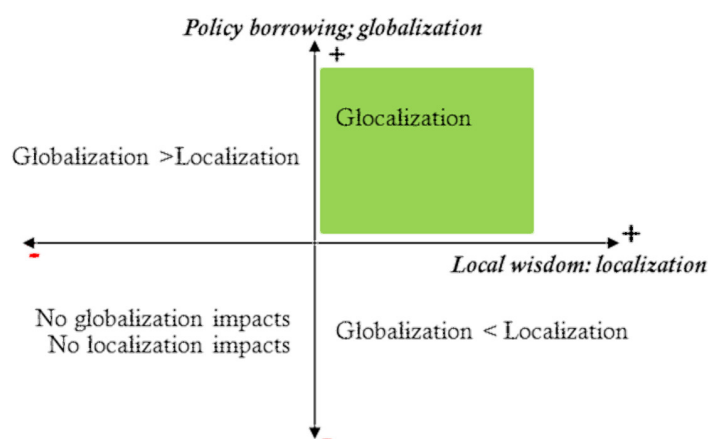 Policy borrowing; globalization
+
Glocalization
Globalization >Localization
+
-
Local wisdom: localization
No globalization impacts
No localization impacts
Globalization < Localization